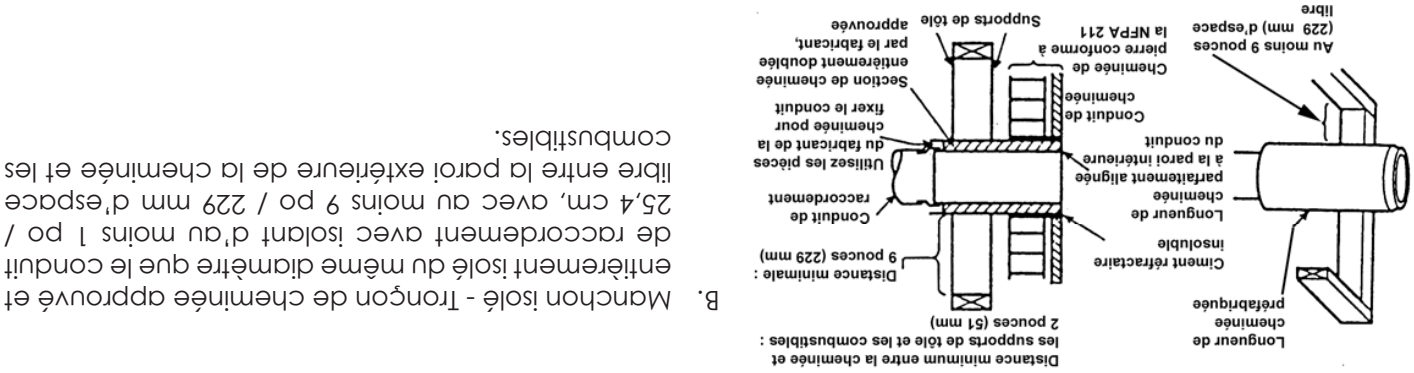 Distance minimum entre la cheminée et
les supports de tôle et les combustibles :
2 pouces (51 mm)
Longueur de
cheminée
préfabriquée
Ciment réfractaire
insoluble
Longueur de
cheminée
parfaitement alignée
à la paroi intérieure
du conduit
Au moins 9 pouces
(229 mm) d'espace
libre
Distance minimale :
9 pouces (229 mm)
Conduit de
raccordement
Utilisez les pièces
du fabricant de la
cheminée pour
fixer le conduit
Conduit de
cheminée
Cheminée de
pierre conforme à
la NFPA 211
Section de cheminée
entièrement doublée
par le fabricant,
approuvée
Supports de tôle
B. Manchon isolé - Tronçon de cheminée approuvé et
entièrement isolé du même diamètre que le conduit
de raccordement avec isolant d'au moins 1 po /
25,4 cm, avec au moins 9 po / 229 mm d'espace
libre entre la paroi extérieure de la cheminée et les
combustibles.